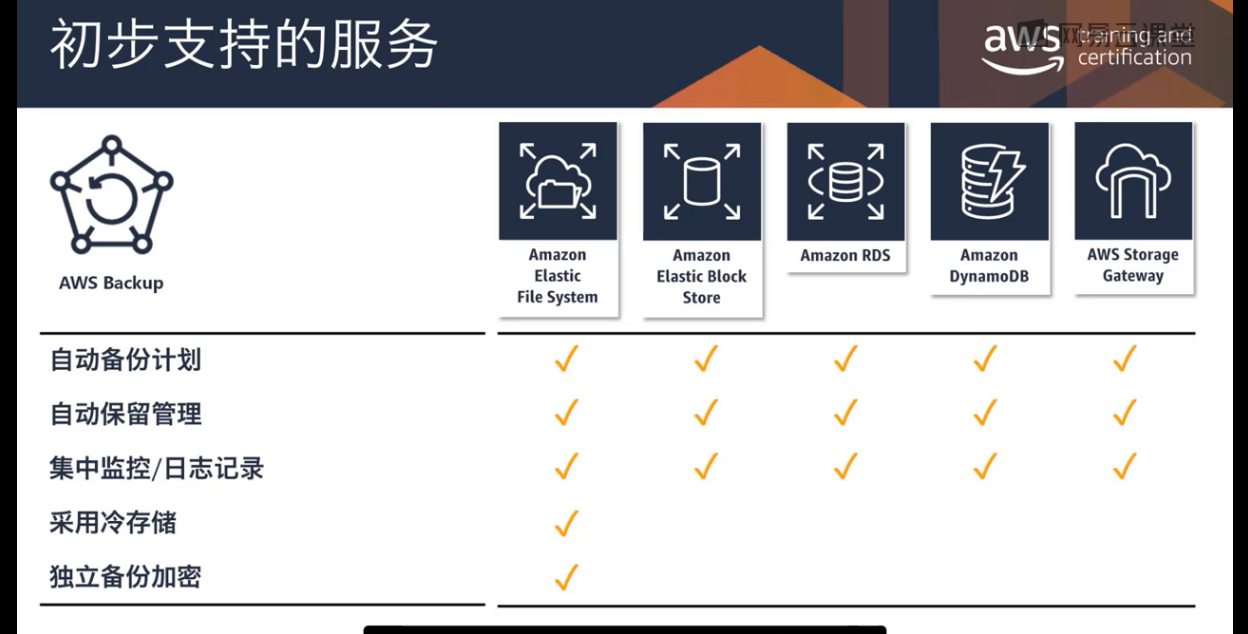 初步支持的服务
网易云课堂
aws training and
certification
AWS Backup
Amazon
Elastic
File System
Amazon
Elastic Block
Store
Amazon RDS
Amazon
DynamoDB
AWS Storage
Gateway
自动备份计划 ✓ ✓ ✓ ✓ ✓
自动保留管理 ✓ ✓ ✓ ✓ ✓
集中监控/日志记录 ✓ ✓ ✓ ✓ ✓
采用冷存储 ✓
独立备份加密 ✓